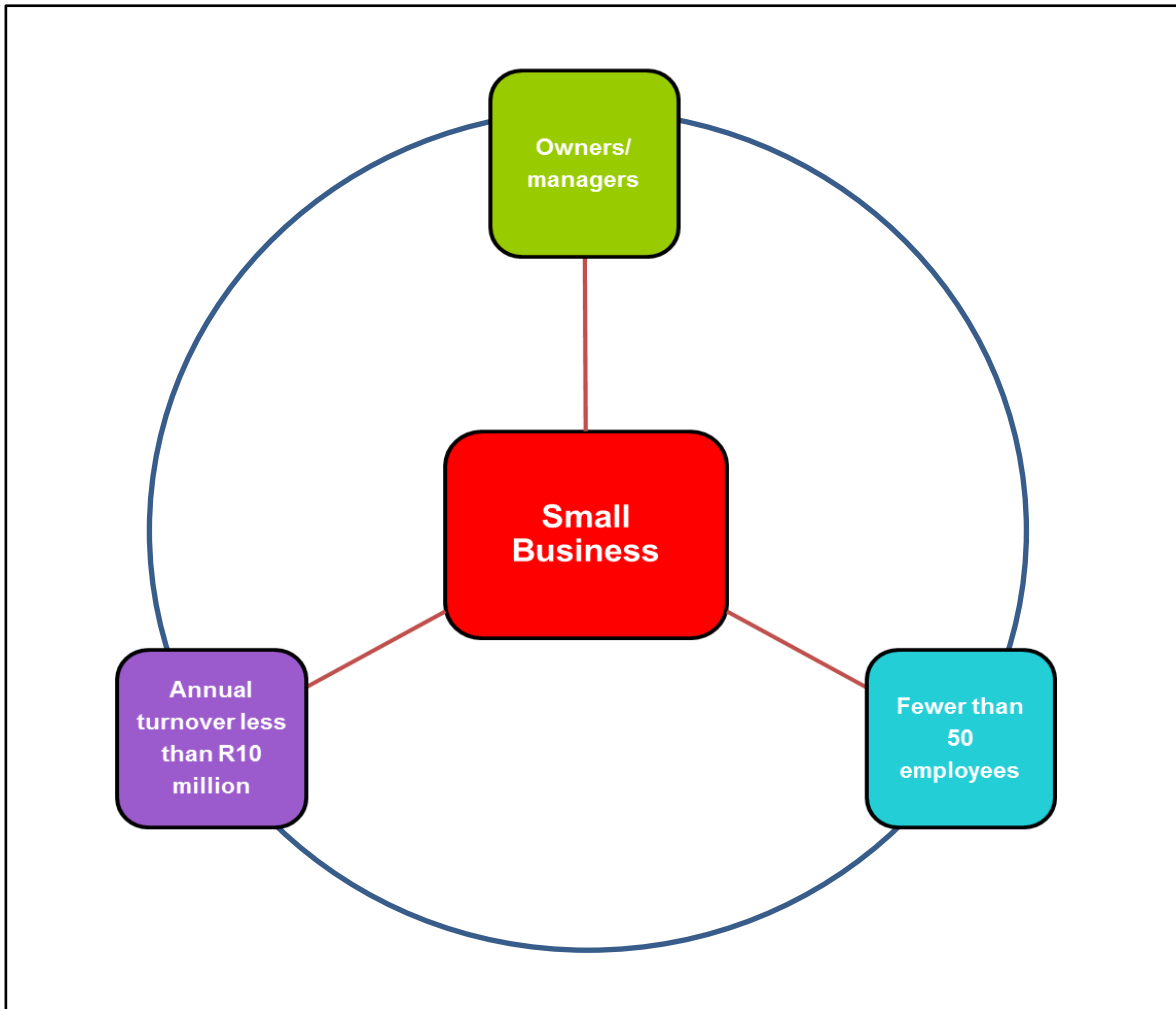 Owners/
managers
Small
Business
Annual
turnover less
than R10
million
Fewer than
50
employees